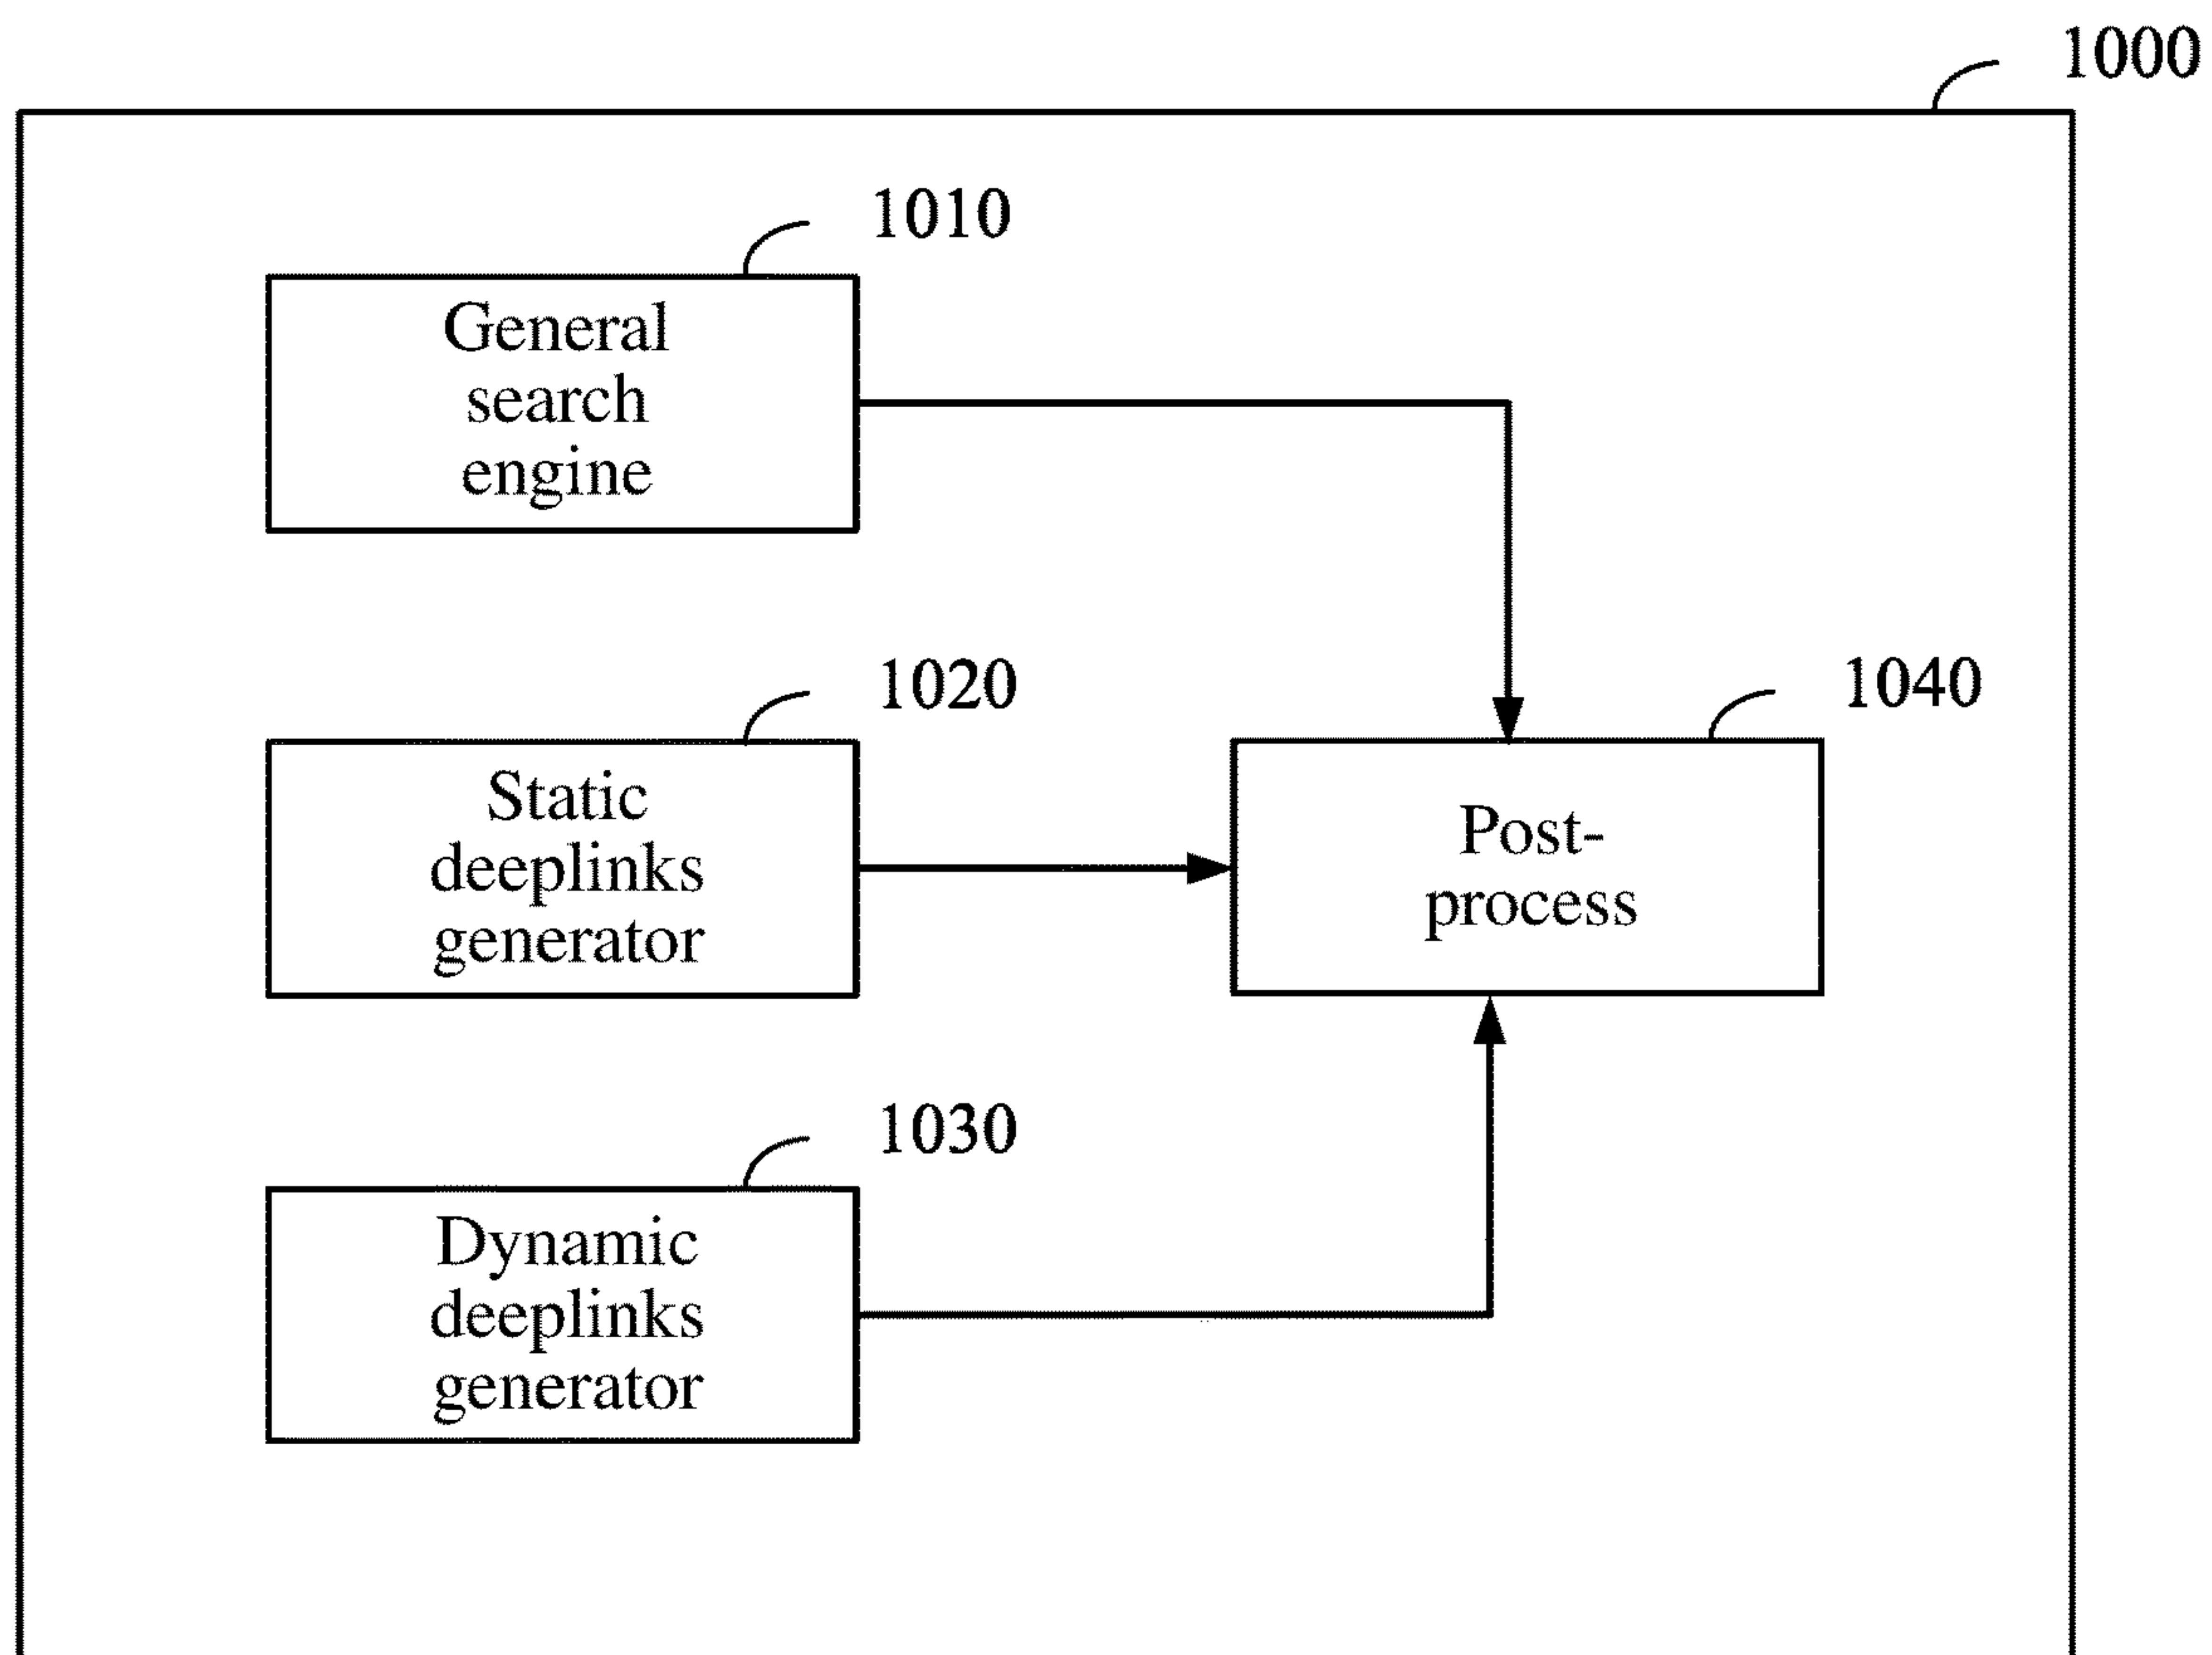 1000
1010
General
search
engine
1020
Static
deeplinks
generator
1040
Post-
process
1030
Dynamic
deeplinks
generator